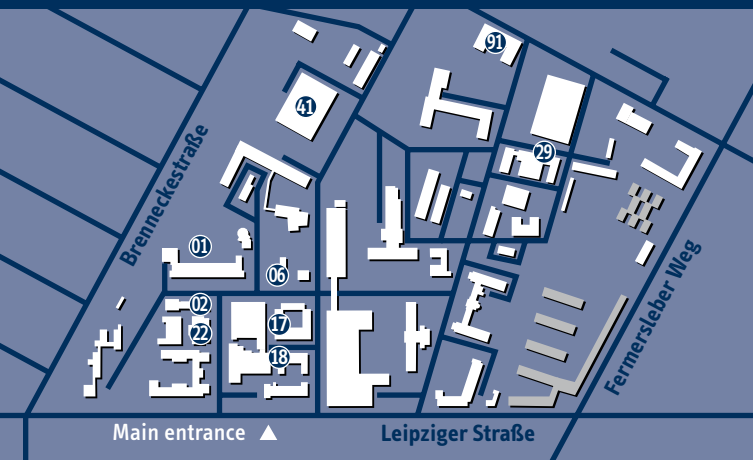 91
41
29
Brenneckestraße
01
06
Fermersleber Weg
02
17
22
18
Main entrance ▲
Leipziger Straße